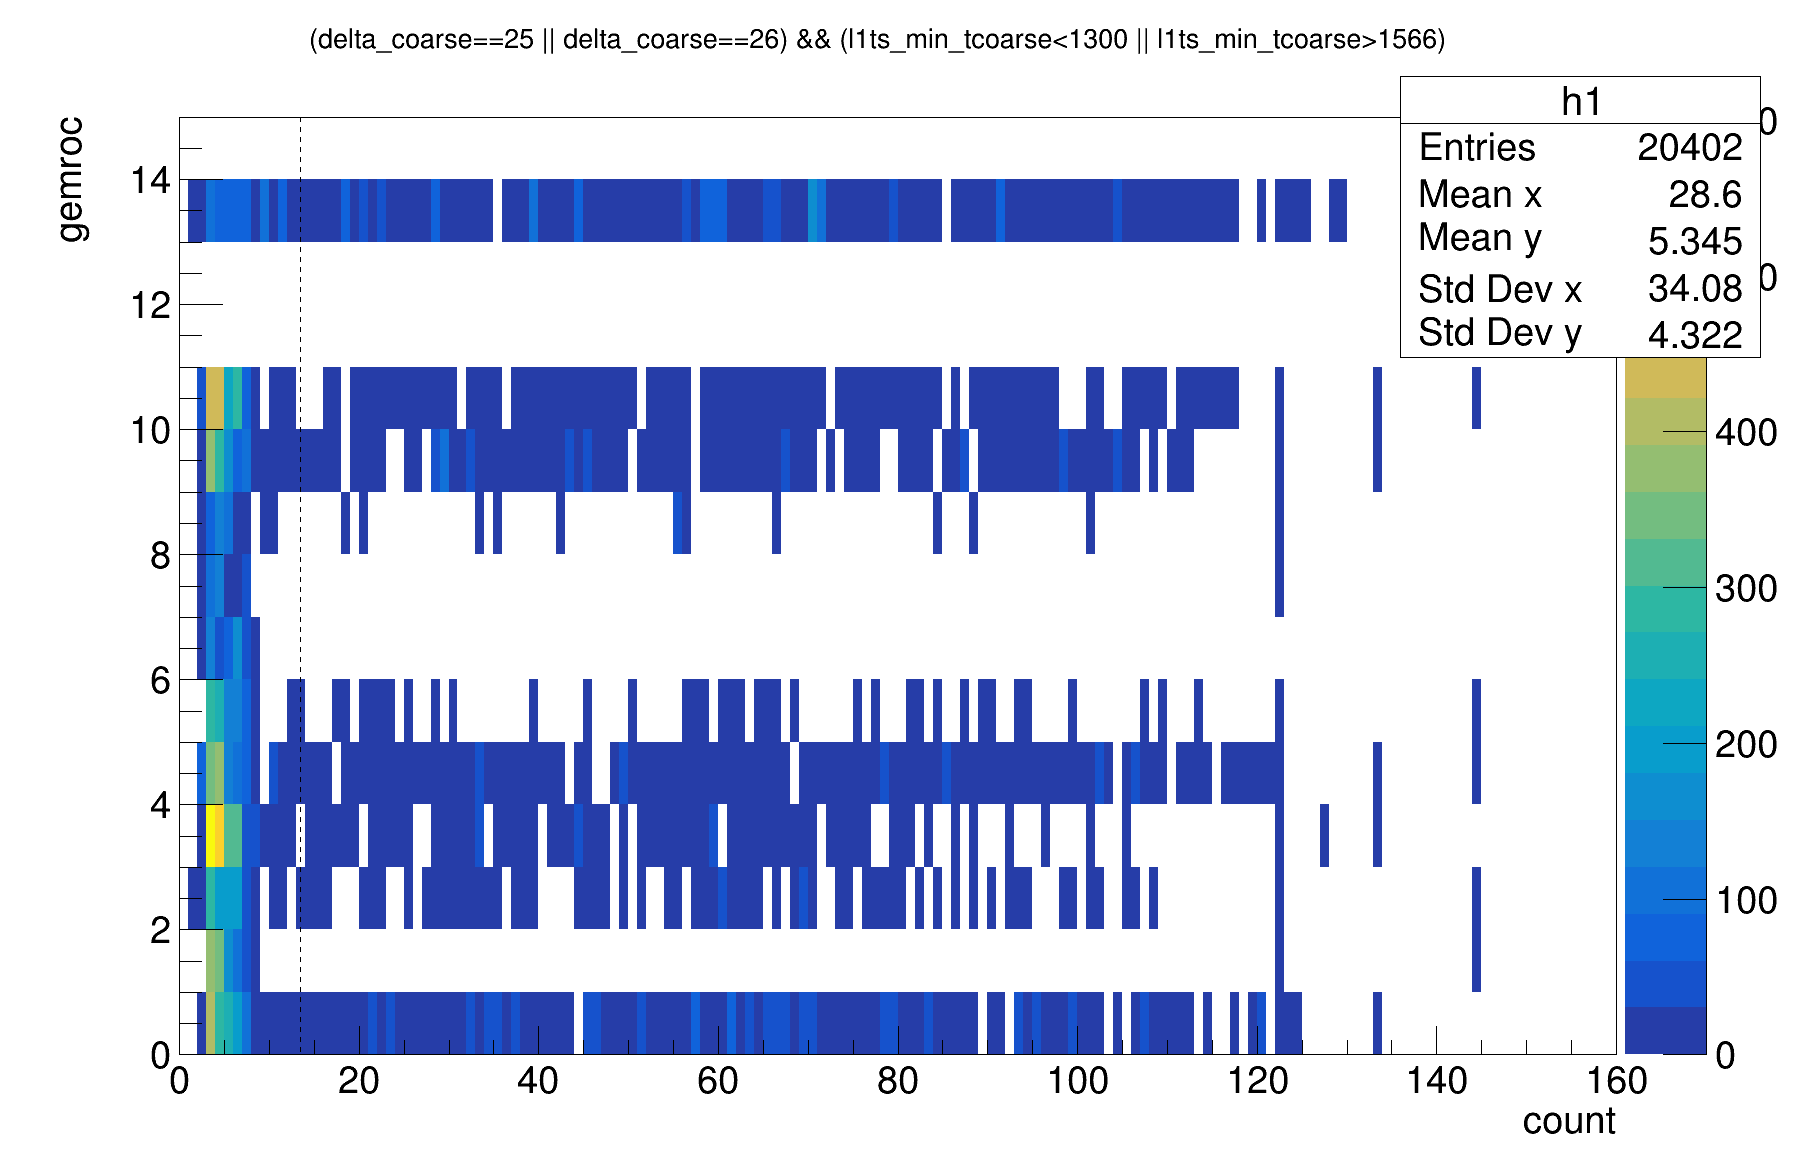 (delta_coarse==25 || delta_coarse==26) && (l1ts_min_tcoarse<1300 || l1ts_min_tcoarse>1566)
h1
Entries 20402
Mean x 28.6
Mean y 5.345
Std Dev x 34.08
Std Dev y 4.322
gemroc
14
12
10
8
6
4
2
0
0 20 40 60 80 100 120 140 160
count
0
0
400
300
200
100
0